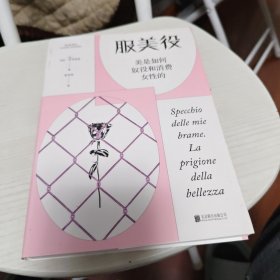 服美役
美是如何
奴役和消费
女性的
Specchio
delle mie
brame.
La
prigione
della
bellezza